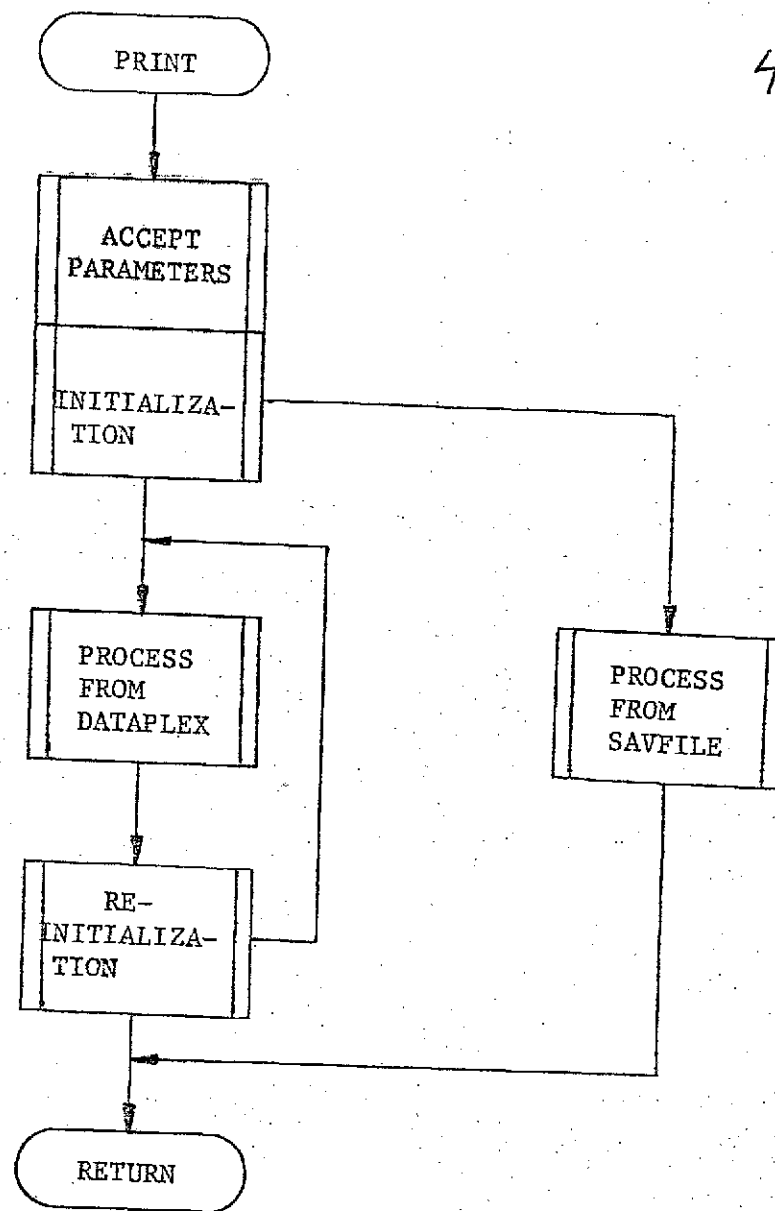 PRINT
4
ACCEPT
PARAMETERS
INITIALIZA-
TION
PROCESS
FROM
DATAPLEX
PROCESS
FROM
SAVFILE
RE-
INITIALIZA-
TION
RETURN